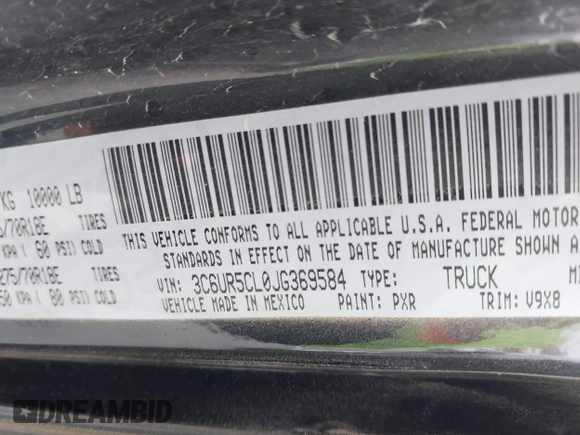 KG 10000 LB
/70R18E TIRES
KPA ( 60 PSI) COLD
275/70R18E TIRES
50 KPA ( 80 PSI) COLD
THIS VEHICLE CONFORMS TO ALL APPLICABLE U.S.A. FEDERAL MOTOR
STANDARDS IN EFFECT ON THE DATE OF MANUFACTURE SHOWN A
VIN: 3C6UR5CL0JG369584 TYPE: TRUCK
VEHICLE MADE IN MEXICO PAINT: PXR TRIM: V9X8
DREAMBID